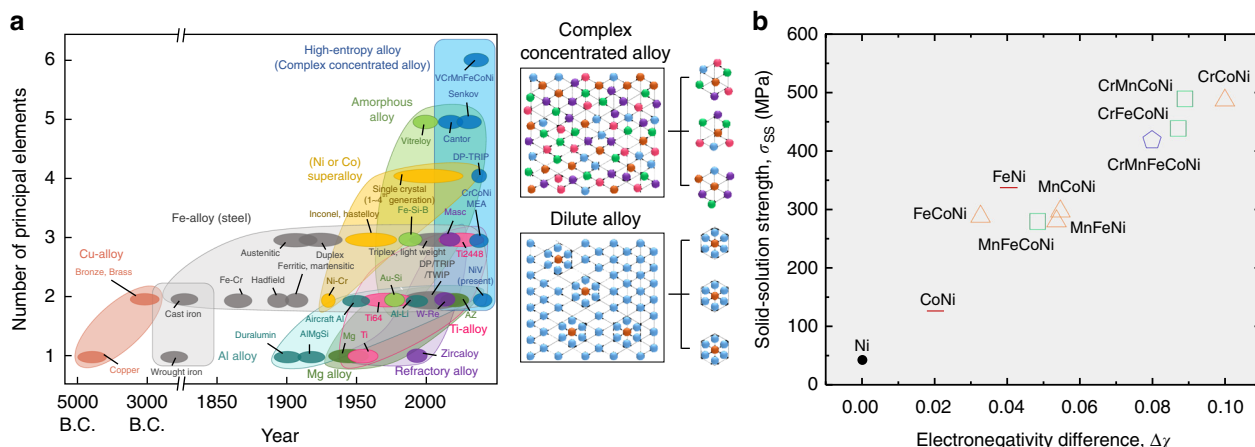 a
Number of principal elements
6
5
4
3
2
1
5000
B.C.
3000
B.C.
1850
1900
1950
2000
Year
High-entropy alloy
(Complex concentrated alloy)
VCrMnFeCoNi
Senkov
Amorphous
alloy
Vitreloy
Cantor
(Ni or Co)
superalloy
DP-TRIP
Single crystal
(1–4th generation)
CrCoNi
MEA
Fe-alloy (steel)
Inconel, hastelloy
Fe-Si-B
Masc
Austenitic
Duplex
Triplex, light weight
Ti2448
Cu-alloy
Bronze, Brass
Ferritic, martensitic
Fe-Cr
Hadfield
Ni-Cr
Au-Si
DP/TRIP
/TWIP
NiV
(present)
Cast iron
Aircraft Al
Ti64
Al-Li
W-Re
AZ
Duralumin
AlMgSi
Mg
Ti
Ti-alloy
Copper
Wrought iron
Al alloy
Mg alloy
Zircaloy
Refractory alloy
Complex
concentrated alloy
Dilute alloy
b
Solid-solution strength, σSS (MPa)
600
500
400
300
200
100
0
0.00
0.02
0.04
0.06
0.08
0.10
Electronegativity difference, Δχ
CrMnCoNi
CrCoNi
CrFeCoNi
CrMnFeCoNi
FeNi
MnCoNi
FeCoNi
MnFeNi
MnFeCoNi
CoNi
Ni